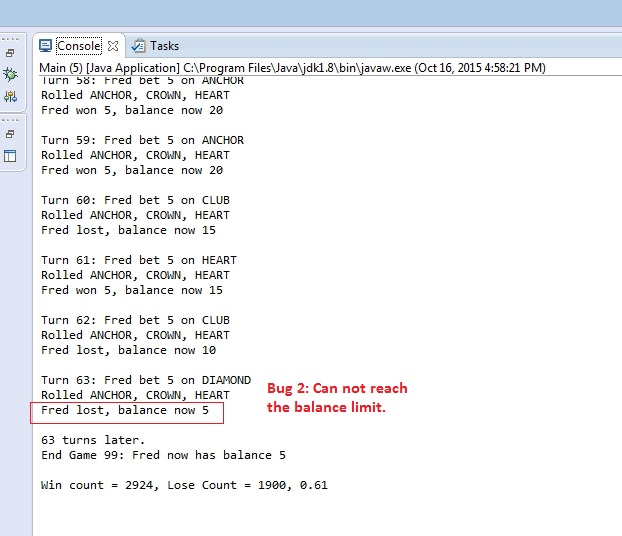 Console Tasks
Main (5) [Java Application] C:\Program Files\Java\jdk1.8\bin\javaw.exe (Oct 16, 2015 4:58:21 PM)
Turn 58: Fred bet 5 on ANCHOR
Rolled ANCHOR, CROWN, HEART
Fred won 5, balance now 20
Turn 59: Fred bet 5 on ANCHOR
Rolled ANCHOR, CROWN, HEART
Fred won 5, balance now 20
Turn 60: Fred bet 5 on CLUB
Rolled ANCHOR, CROWN, HEART
Fred lost, balance now 15
Turn 61: Fred bet 5 on HEART
Rolled ANCHOR, CROWN, HEART
Fred won 5, balance now 15
Turn 62: Fred bet 5 on CLUB
Rolled ANCHOR, CROWN, HEART
Fred lost, balance now 10
Turn 63: Fred bet 5 on DIAMOND
Rolled ANCHOR, CROWN, HEART
Fred lost, balance now 5
Bug 2: Can not reach
the balance limit.
63 turns later.
End Game 99: Fred now has balance 5
Win count = 2924, Lose Count = 1900, 0.61